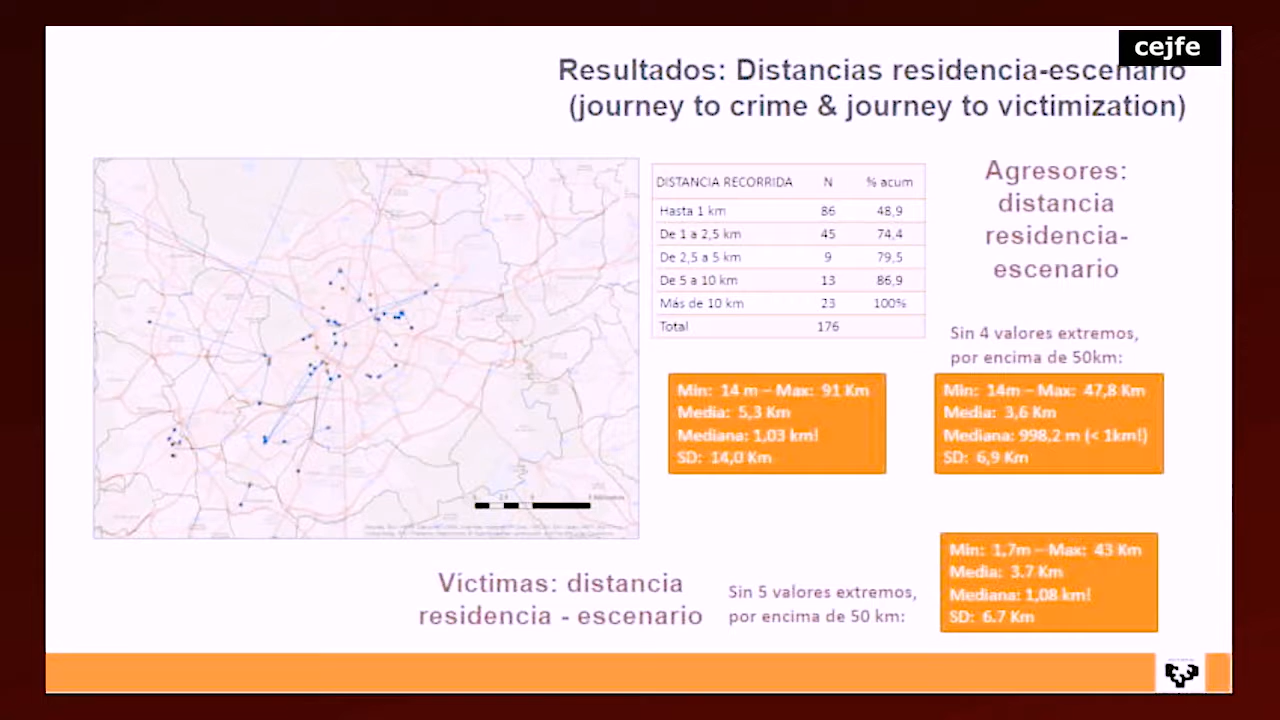 cejfe
Resultados: Distancias residencia-escenario
(journey to crime & journey to victimization)
DISTANCIA RECORRIDA N % acum
Hasta 1 km 86 48,9
De 1 a 2,5 km 45 74,4
De 2,5 a 5 km 9 79,5
De 5 a 10 km 13 86,9
Más de 10 km 23 100%
Total 176
Agresores:
distancia
residencia-
escenario
Sin 4 valores extremos,
por encima de 50km:
Min: 14 m – Max: 91 Km
Media: 5,3 Km
Mediana: 1,03 km!
SD: 14,0 Km
Min: 14m – Max: 47,8 Km
Media: 3,6 Km
Mediana: 998,2 m (< 1km!)
SD: 6,9 Km
Víctimas: distancia
residencia - escenario
Sin 5 valores extremos,
por encima de 50 km:
Min: 1,7m – Max: 43 Km
Media: 3.7 Km
Mediana: 1,08 km!
SD: 6.7 Km